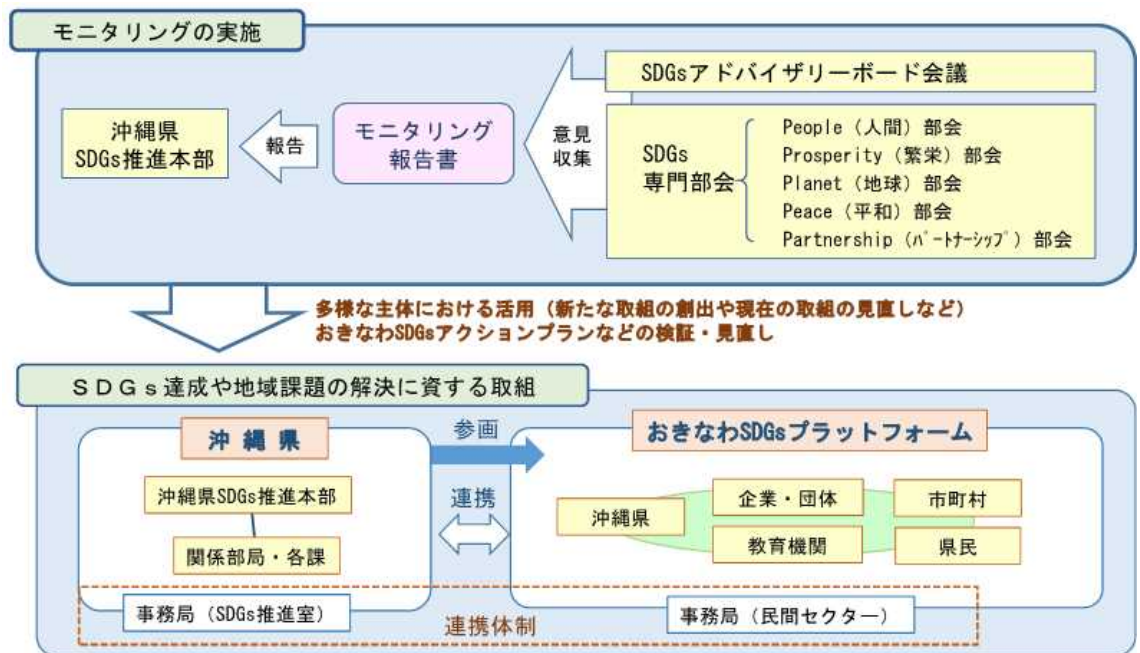 モニタリングの実施
SDGsアドバイザリーボード会議
沖縄県
SDGs推進本部
報告
モニタリング
報告書
意見
収集
SDGs
専門部会
People（人間）部会
Prosperity（繁栄）部会
Planet（地球）部会
Peace（平和）部会
Partnership（ﾊﾟｰﾄﾅｰｼｯﾌﾟ）部会
多様な主体における活用（新たな取組の創出や現在の取組の見直しなど）
おきなわSDGsアクションプランなどの検証・見直し
ＳＤＧｓ達成や地域課題の解決に資する取組
沖縄県
沖縄県SDGs推進本部
関係部局・各課
事務局（SDGs推進室）
参画
連携
連携体制
おきなわSDGsプラットフォーム
沖縄県
企業・団体
市町村
教育機関
県民
事務局（民間セクター）